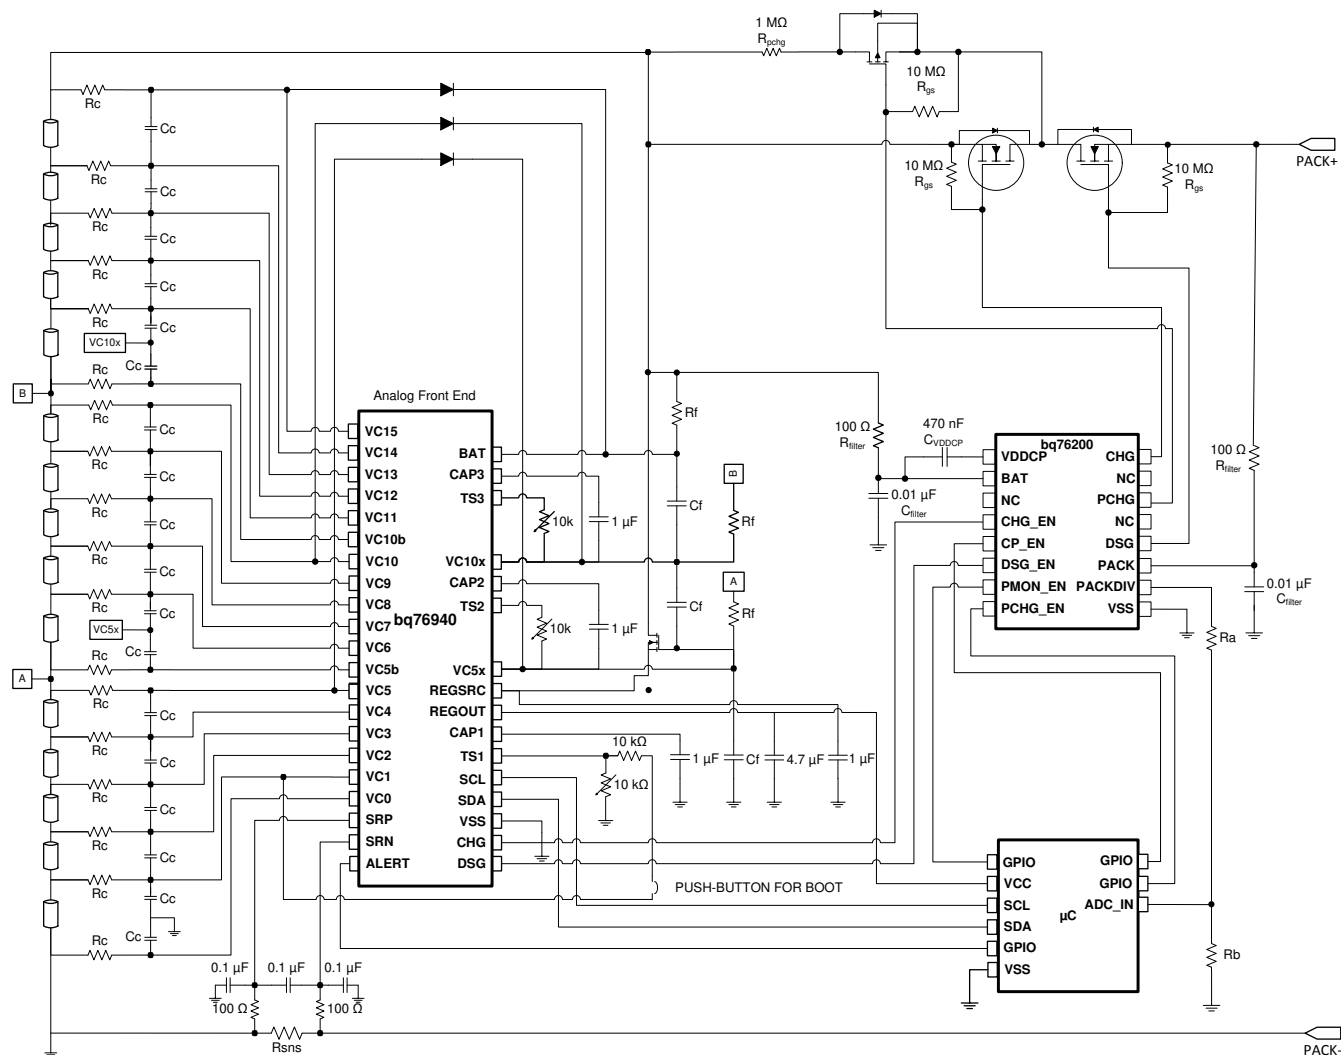 1 MΩ
Rpchg
10 MΩ
Rgs
PACK+
10 MΩ
Rgs
10 MΩ
Rgs
Rc
Cc
Rc
Cc
Rc
Cc
Rc
Cc
Rc
Cc
VC10x
Cc
Rc
B
Rc
Cc
Rc
Cc
Rc
Cc
Rc
Cc
Rc
Cc
VC5x
Cc
Rc
A
Rc
Cc
Rc
Cc
Rc
Cc
Rc
Cc
Rc
Cc
Cc
Rc
Analog Front End
bq76940
VC15
VC14
VC13
VC12
VC11
VC10b
VC10
VC9
VC8
VC7
VC6
VC5b
VC5
VC4
VC3
VC2
VC1
VC0
SRP
SRN
ALERT
BAT
CAP3
TS3
VC10x
CAP2
TS2
VC5x
REGSRC
REGOUT
CAP1
TS1
SCL
SDA
VSS
CHG
DSG
10k
1 µF
Rf
Cf
B
Rf
10k
1 µF
Cf
A
Rf
10 kΩ
10 kΩ
1 µF
Cf
4.7 µF
1 µF
PUSH-BUTTON FOR BOOT
100 Ω
Rfilter
470 nF
CVDDCP
0.01 µF
Cfilter
bq76200
VDDCP
BAT
NC
CHG_EN
CP_EN
DSG_EN
PMON_EN
PCHG_EN
CHG
NC
PCHG
NC
DSG
PACK
PACKDIV
VSS
100 Ω
Rfilter
0.01 µF
Cfilter
Ra
Rb
µC
GPIO
VCC
SCL
SDA
GPIO
VSS
GPIO
GPIO
ADC_IN
0.1 µF
0.1 µF
0.1 µF
100 Ω
100 Ω
Rsns
PACK-